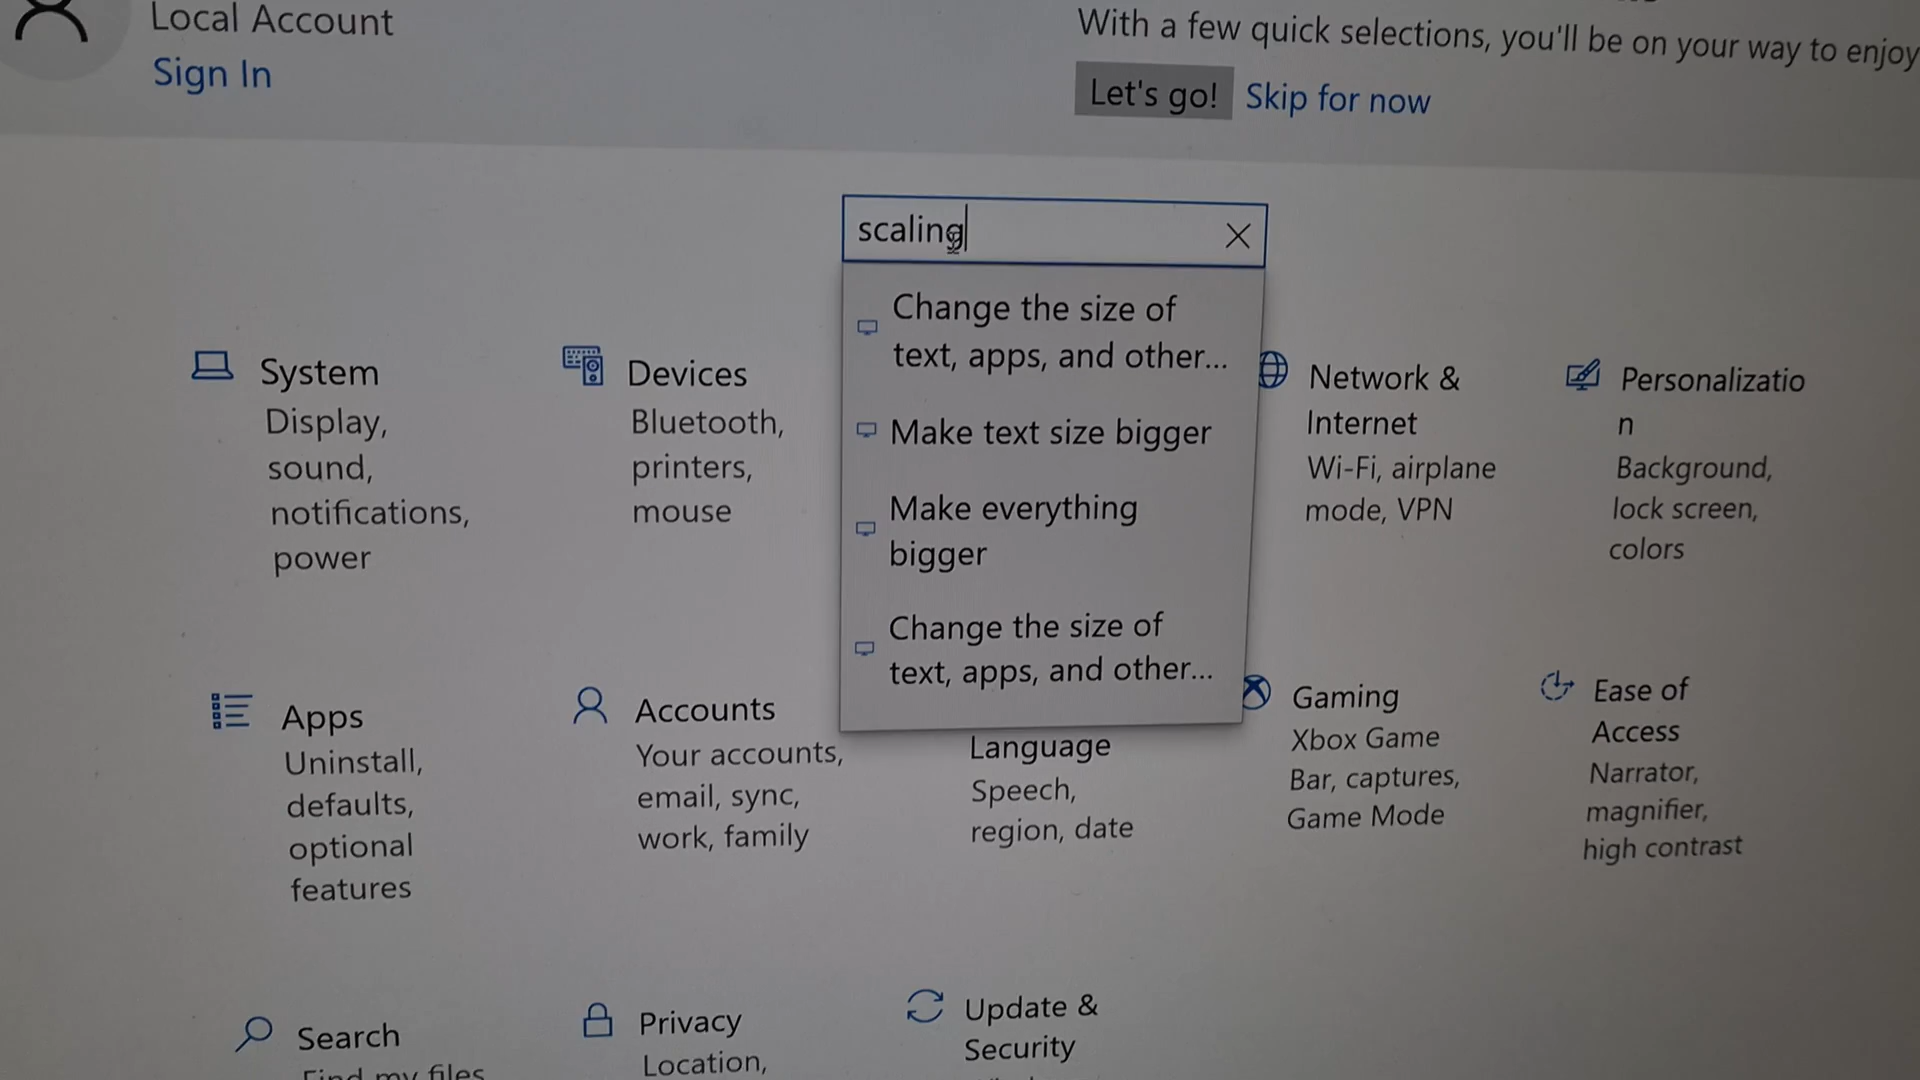 Local Account
Sign In
With a few quick selections, you'll be on your way to enjoy
Let's go!
Skip for now
scaling
Change the size of
text, apps, and other...
Make text size bigger
Make everything
bigger
Change the size of
text, apps, and other...
System
Display,
sound,
notifications,
power
Devices
Bluetooth,
printers,
mouse
Network &
Internet
Wi-Fi, airplane
mode, VPN
Personalizatio
n
Background,
lock screen,
colors
Apps
Uninstall,
defaults,
optional
features
Accounts
Your accounts,
email, sync,
work, family
Language
Speech,
region, date
Gaming
Xbox Game
Bar, captures,
Game Mode
Ease of
Access
Narrator,
magnifier,
high contrast
Search
Find my files
Privacy
Location,
Update &
Security